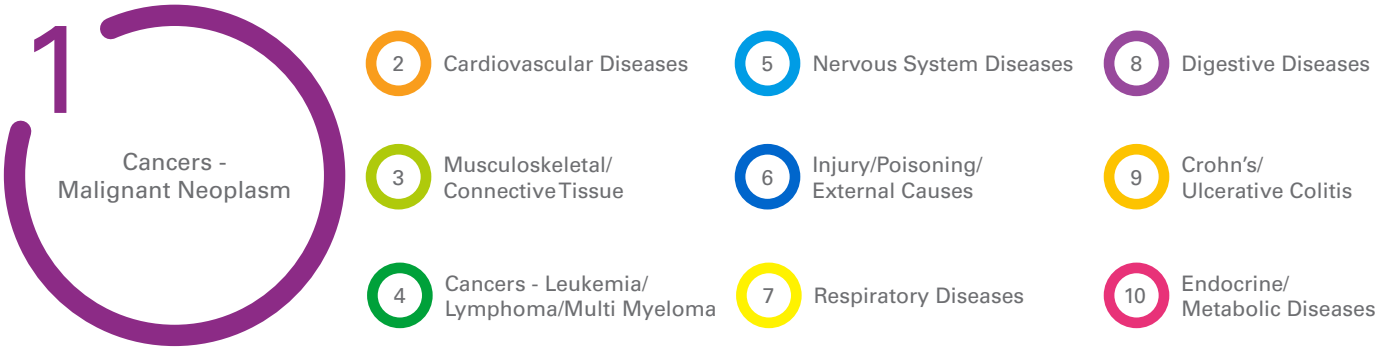 1
Cancers -
Malignant Neoplasm
2
Cardiovascular Diseases
3
Musculoskeletal/
Connective Tissue
4
Cancers - Leukemia/
Lymphoma/Multi Myeloma
5
Nervous System Diseases
6
Injury/Poisoning/
External Causes
7
Respiratory Diseases
8
Digestive Diseases
9
Crohn's/
Ulcerative Colitis
10
Endocrine/
Metabolic Diseases